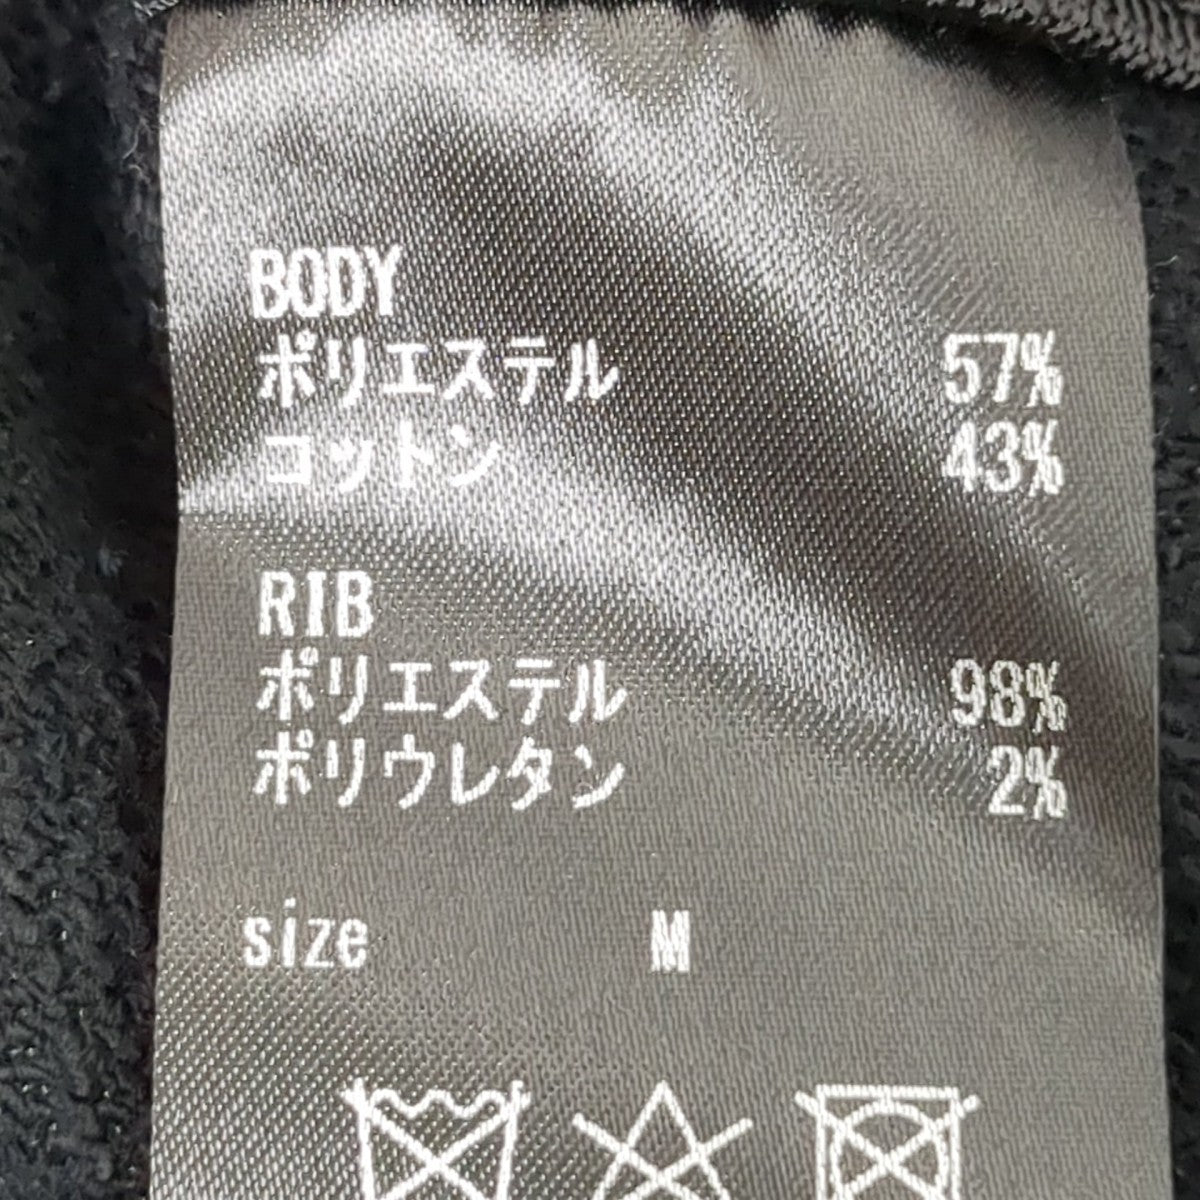 BODY
ポリエステル 57%
コットン 43%
RIB
ポリエステル 98%
ポリウレタン 2%
size M